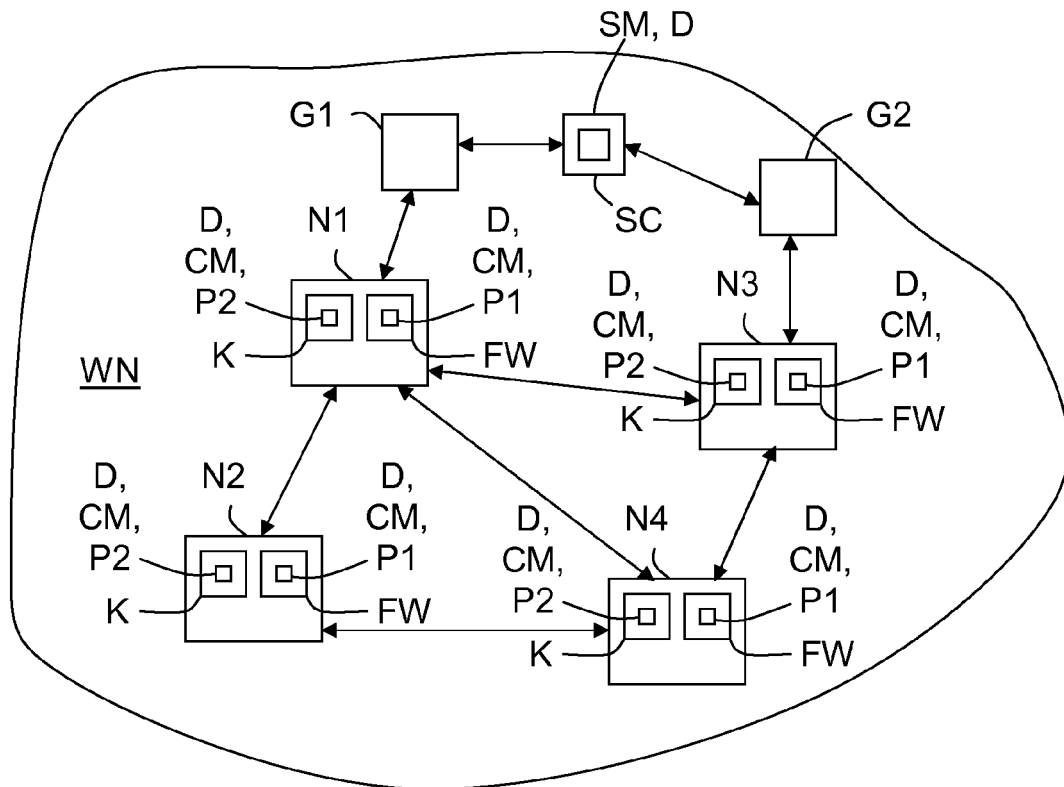 SM, D
G1
G2
SC
D,
CM,
P2
N1
D,
CM,
P1
K
FW
D,
CM,
P2
N3
D,
CM,
P1
K
FW
WN
D,
CM,
P2
N2
D,
CM,
P1
K
FW
D,
CM,
P2
N4
D,
CM,
P1
K
FW